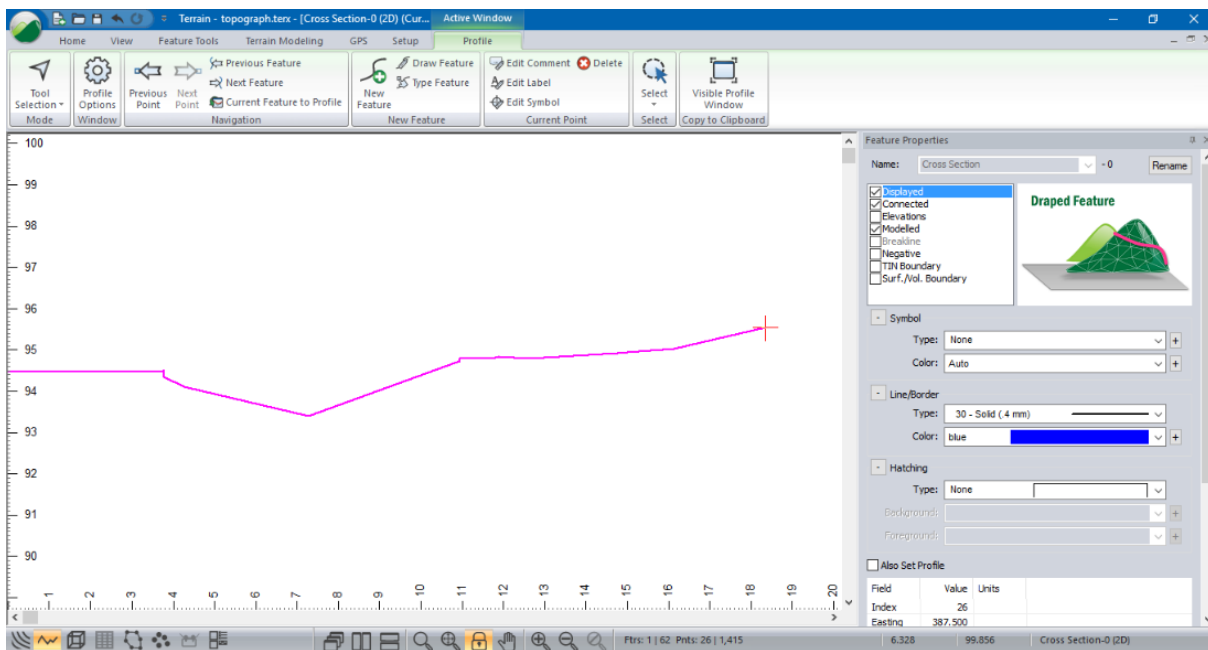 Terrain - topograph.terx - [Cross Section-0 (2D) (Cur... Active Window
Home View Feature Tools Terrain Modeling GPS Setup Profile
Tool Selection
Mode
Profile Options
Window
Previous Point
Next Point
Previous Feature
Next Feature
Current Feature to Profile
Navigation
New Feature
Draw Feature
Type Feature
New Feature
Edit Comment Delete
Edit Label
Edit Symbol
Current Point
Select
Select
Visible Profile Window
Copy to Clipboard
100
99
98
97
96
95
94
93
92
91
90
1 2 3 4 5 6 7 8 9 10 11 12 13 14 15 16 17 18 19 20
Feature Properties
Name: Cross Section - 0 Rename
Displayed
Connected
Elevations
Modelled
Breakline
Negative
TIN Boundary
Surf./Vol. Boundary
Draped Feature
Symbol
Type: None
Color: Auto
Line/Border
Type: 30 - Solid (.4 mm)
Color: blue
Hatching
Type: None
Background:
Foreground:
Also Set Profile
Field Value Units
Index 26
Easting 387.500
Ftrs: 1 | 62 Pnts: 26 | 1,415 6.328 99.856 Cross Section-0 (2D)